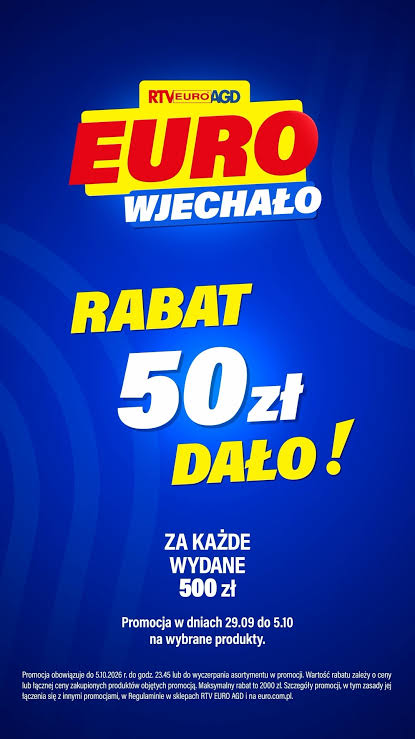 RTV EURO AGD
EURO
WJECHAŁO
RABAT
50 zł
DAŁO!
ZA KAŻDE
WYDANE
500 zł
Promocja w dniach 29.09 do 5.10
na wybrane produkty.
Promocja obowiązuje do 5.10.2026 r. do godz. 23.45 lub do wyczerpania asortymentu w promocji. Wartość rabatu zależy o ceny
lub łącznej ceny zakupionych produktów objętych promocją. Maksymalny rabat to 2000 zł. Szczegóły promocji, w tym zasady jej
łączenia się z innymi promocjami, w Regulaminie w sklepach RTV EURO AGD i na euro.com.pl.